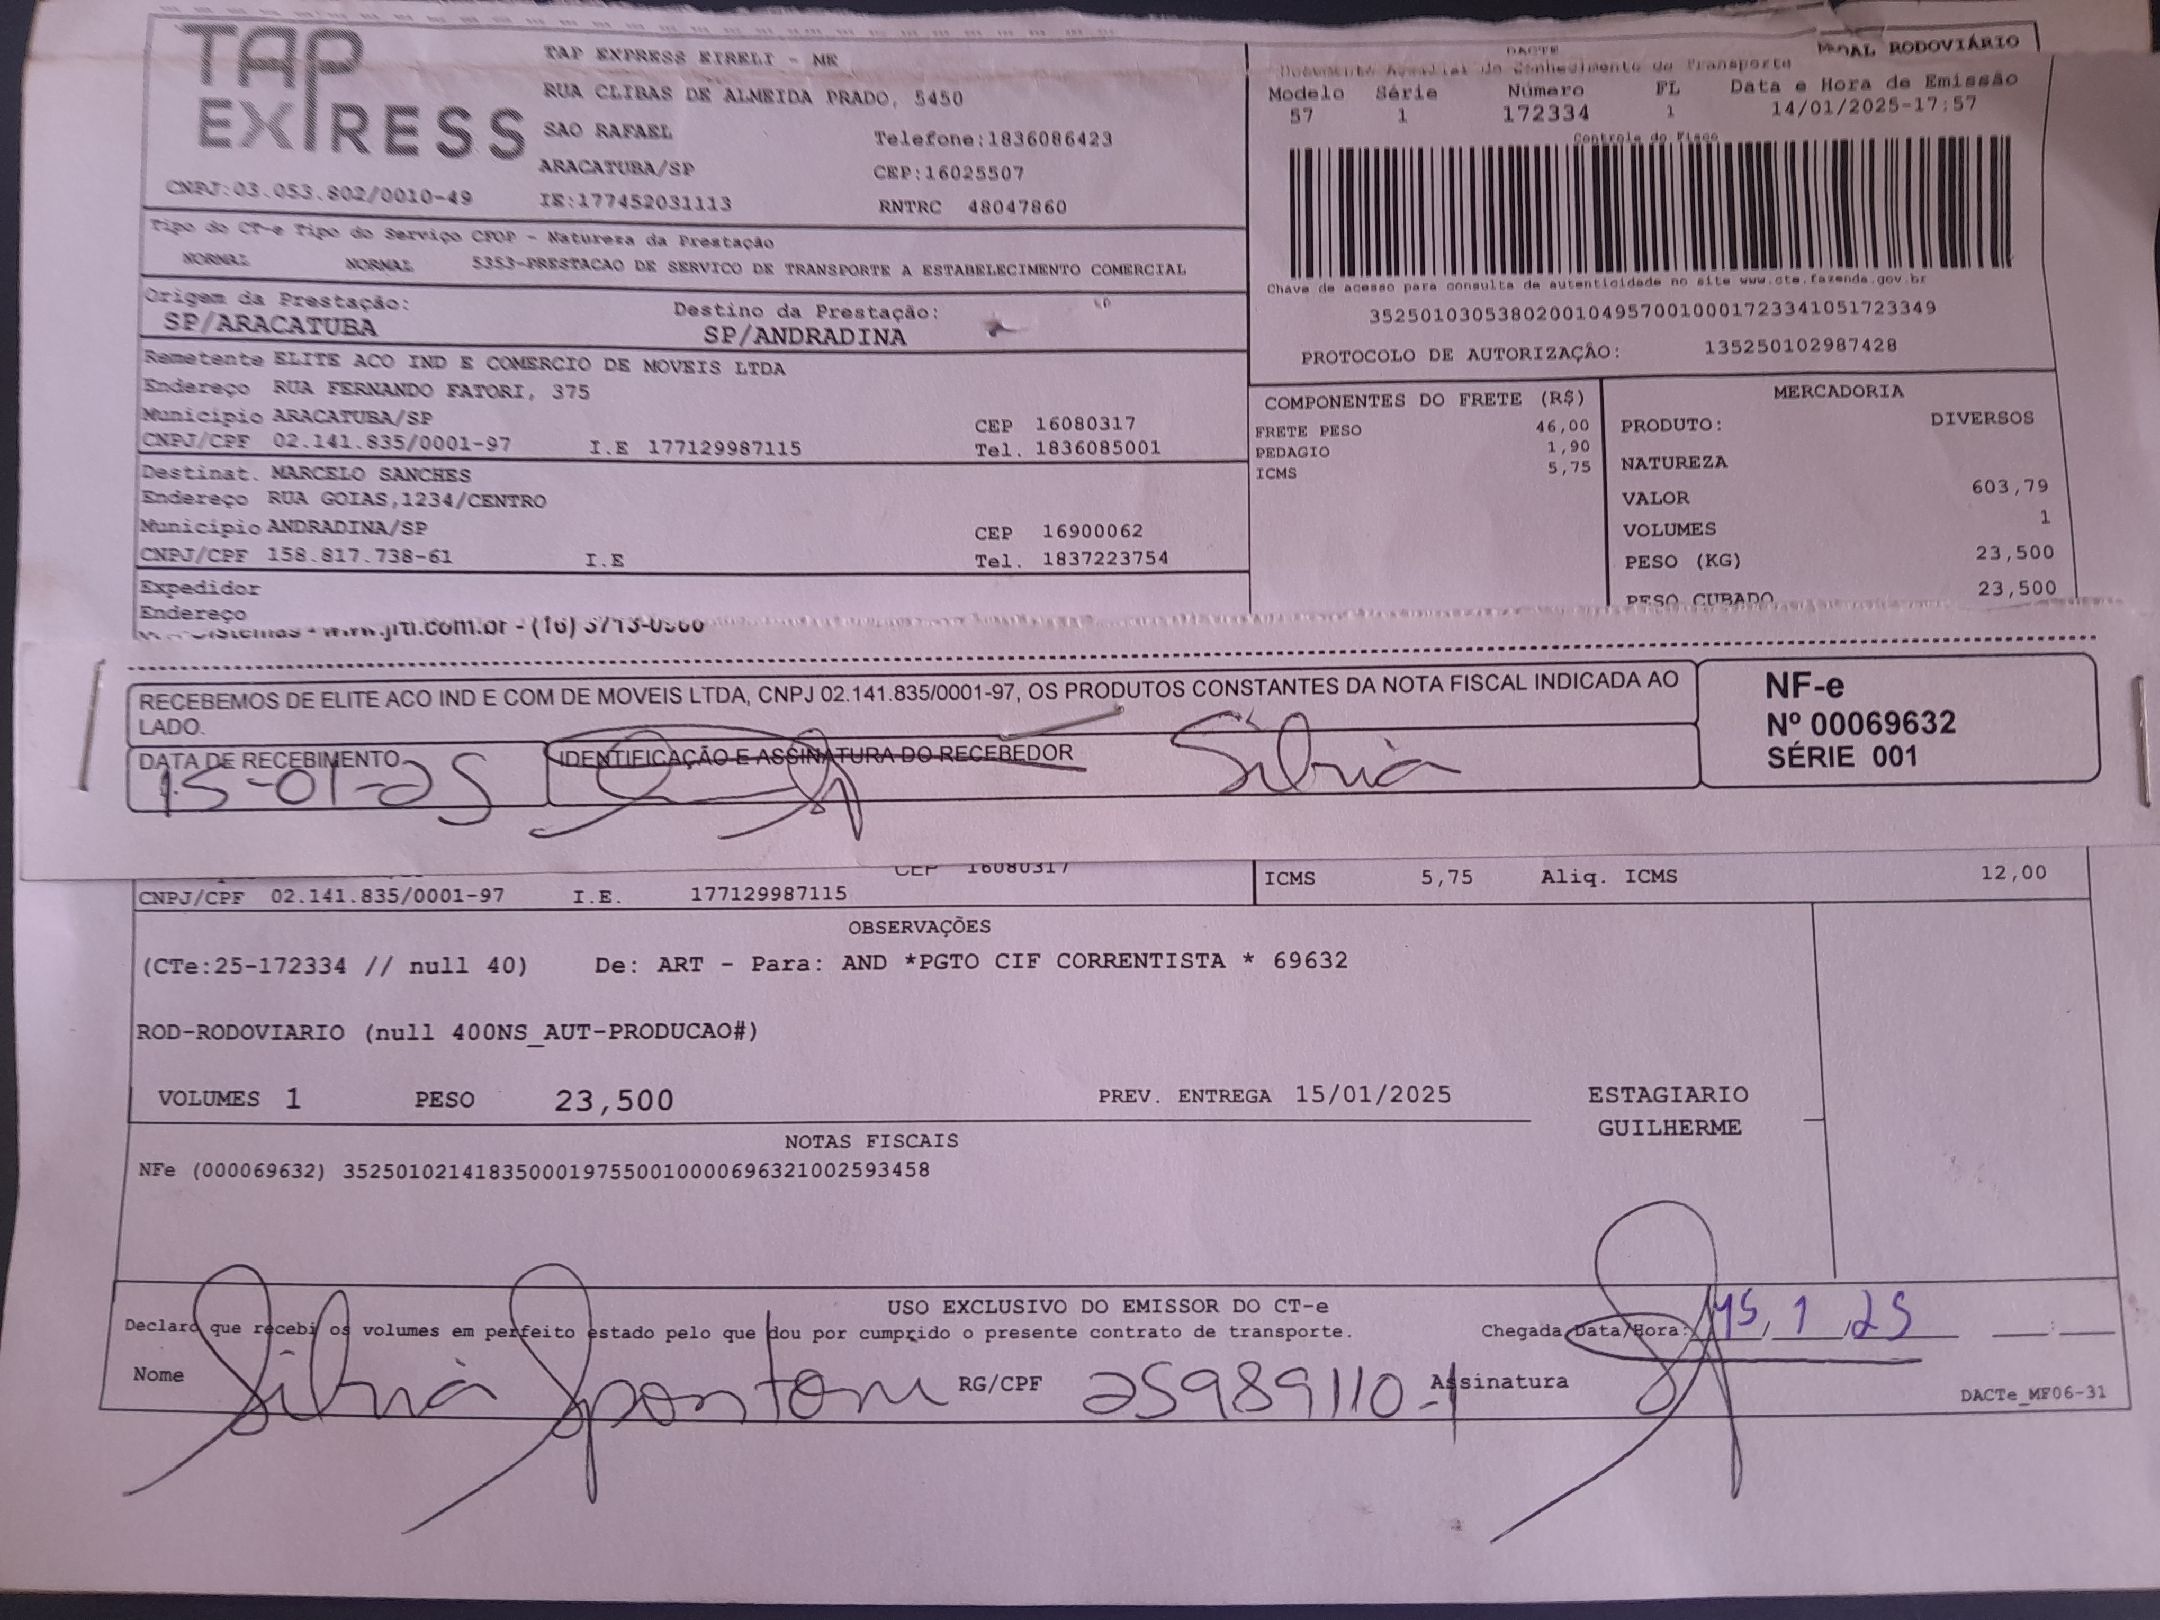 TAP
EXPRESS
TAP EXPRESS EIRELI - ME
RUA CLIBAS DE ALMEIDA PRADO, 5450
SAO RAFAEL Telefone:1836086423
ARACATUBA/SP CEP:16025507
CNPJ:03.053.802/0010-49 IE:177452031113 RNTRC 48047860
DACTE RODOVIÁRIO
Documento Auxiliar do Conhecimento de Transporte
Modelo Série Número FL Data e Hora de Emissão
57 1 172334 1 14/01/2025-17:57
Controle do Fisco
Chave de acesso para consulta de autenticidade no site www.cte.fazenda.gov.br
35250103053802001049570010001723341051723349
PROTOCOLO DE AUTORIZAÇÃO: 135250102987428
Tipo do CT-e Tipo do Serviço CFOP - Natureza da Prestação
NORMAL NORMAL 5353-PRESTACAO DE SERVICO DE TRANSPORTE A ESTABELECIMENTO COMERCIAL
Origem da Prestação: Destino da Prestação:
SP/ARACATUBA SP/ANDRADINA
Remetente ELITE ACO IND E COMERCIO DE MOVEIS LTDA
Endereço RUA FERNANDO FATORI, 375
Município ARACATUBA/SP CEP 16080317
CNPJ/CPF 02.141.835/0001-97 I.E 177129987115 Tel. 1836085001
Destinat. MARCELO SANCHES
Endereço RUA GOIAS,1234/CENTRO
Município ANDRADINA/SP CEP 16900062
CNPJ/CPF 158.817.738-61 I.E Tel. 1837223754
Expedidor
Endereço
COMPONENTES DO FRETE (R$)
FRETE PESO 46,00
PEDAGIO 1,90
ICMS 5,75
MERCADORIA
PRODUTO: DIVERSOS
NATUREZA
VALOR 603,79
VOLUMES 1
PESO (KG) 23,500
PESO CUBADO 23,500
RECEBEMOS DE ELITE ACO IND E COM DE MOVEIS LTDA, CNPJ 02.141.835/0001-97, OS PRODUTOS CONSTANTES DA NOTA FISCAL INDICADA AO
LADO.
DATA DE RECEBIMENTO IDENTIFICAÇÃO E ASSINATURA DO RECEBEDOR
15-01-25 Silvia
NF-e
Nº 00069632
SÉRIE 001
CEP 16080317
CNPJ/CPF 02.141.835/0001-97 I.E. 177129987115
ICMS 5,75 Aliq. ICMS 12,00
OBSERVAÇÕES
(CTe:25-172334 // null 40) De: ART - Para: AND *PGTO CIF CORRENTISTA * 69632
ROD-RODOVIARIO (null 400NS_AUT-PRODUCAO#)
VOLUMES 1 PESO 23,500 PREV. ENTREGA 15/01/2025 ESTAGIARIO
GUILHERME
NOTAS FISCAIS
NFe (000069632) 35250102141835000197550010000696321002593458
USO EXCLUSIVO DO EMISSOR DO CT-e
Declaro que recebi os volumes em perfeito estado pelo que dou por cumprido o presente contrato de transporte. Chegada Data/Hora: 15/1/25
Nome Silvia Spontoni RG/CPF 25989110-1 Assinatura
DACTe_MF06-31